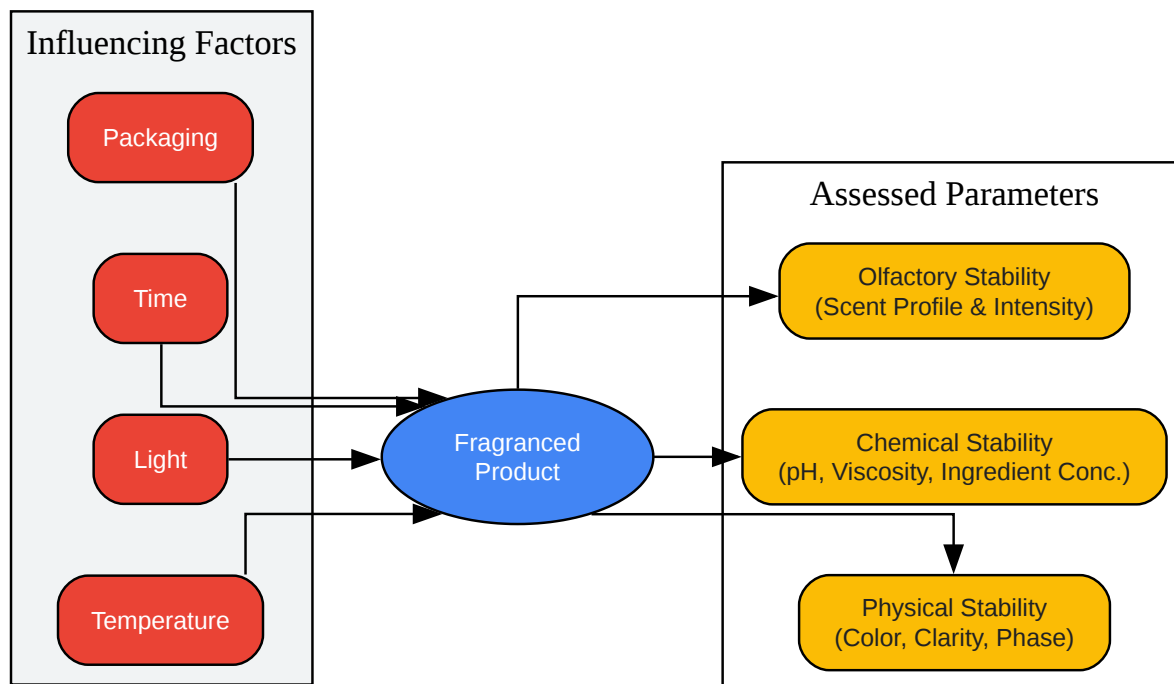 Influencing Factors
Packaging
Time
Light
Temperature
Fragranced
Product
Assessed Parameters
Olfactory Stability
(Scent Profile & Intensity)
Chemical Stability
(pH, Viscosity, Ingredient Conc.)
Physical Stability
(Color, Clarity, Phase)